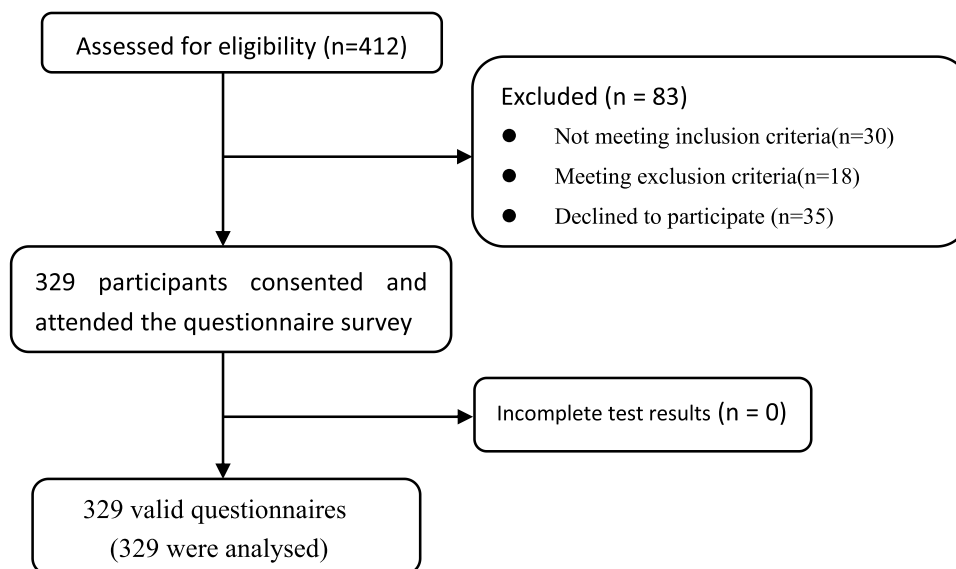 Assessed for eligibility (n=412)
Excluded (n = 83)
● Not meeting inclusion criteria(n=30)
● Meeting exclusion criteria(n=18)
● Declined to participate (n=35)
329 participants consented and
attended the questionnaire survey
Incomplete test results (n = 0)
329 valid questionnaires
(329 were analysed)